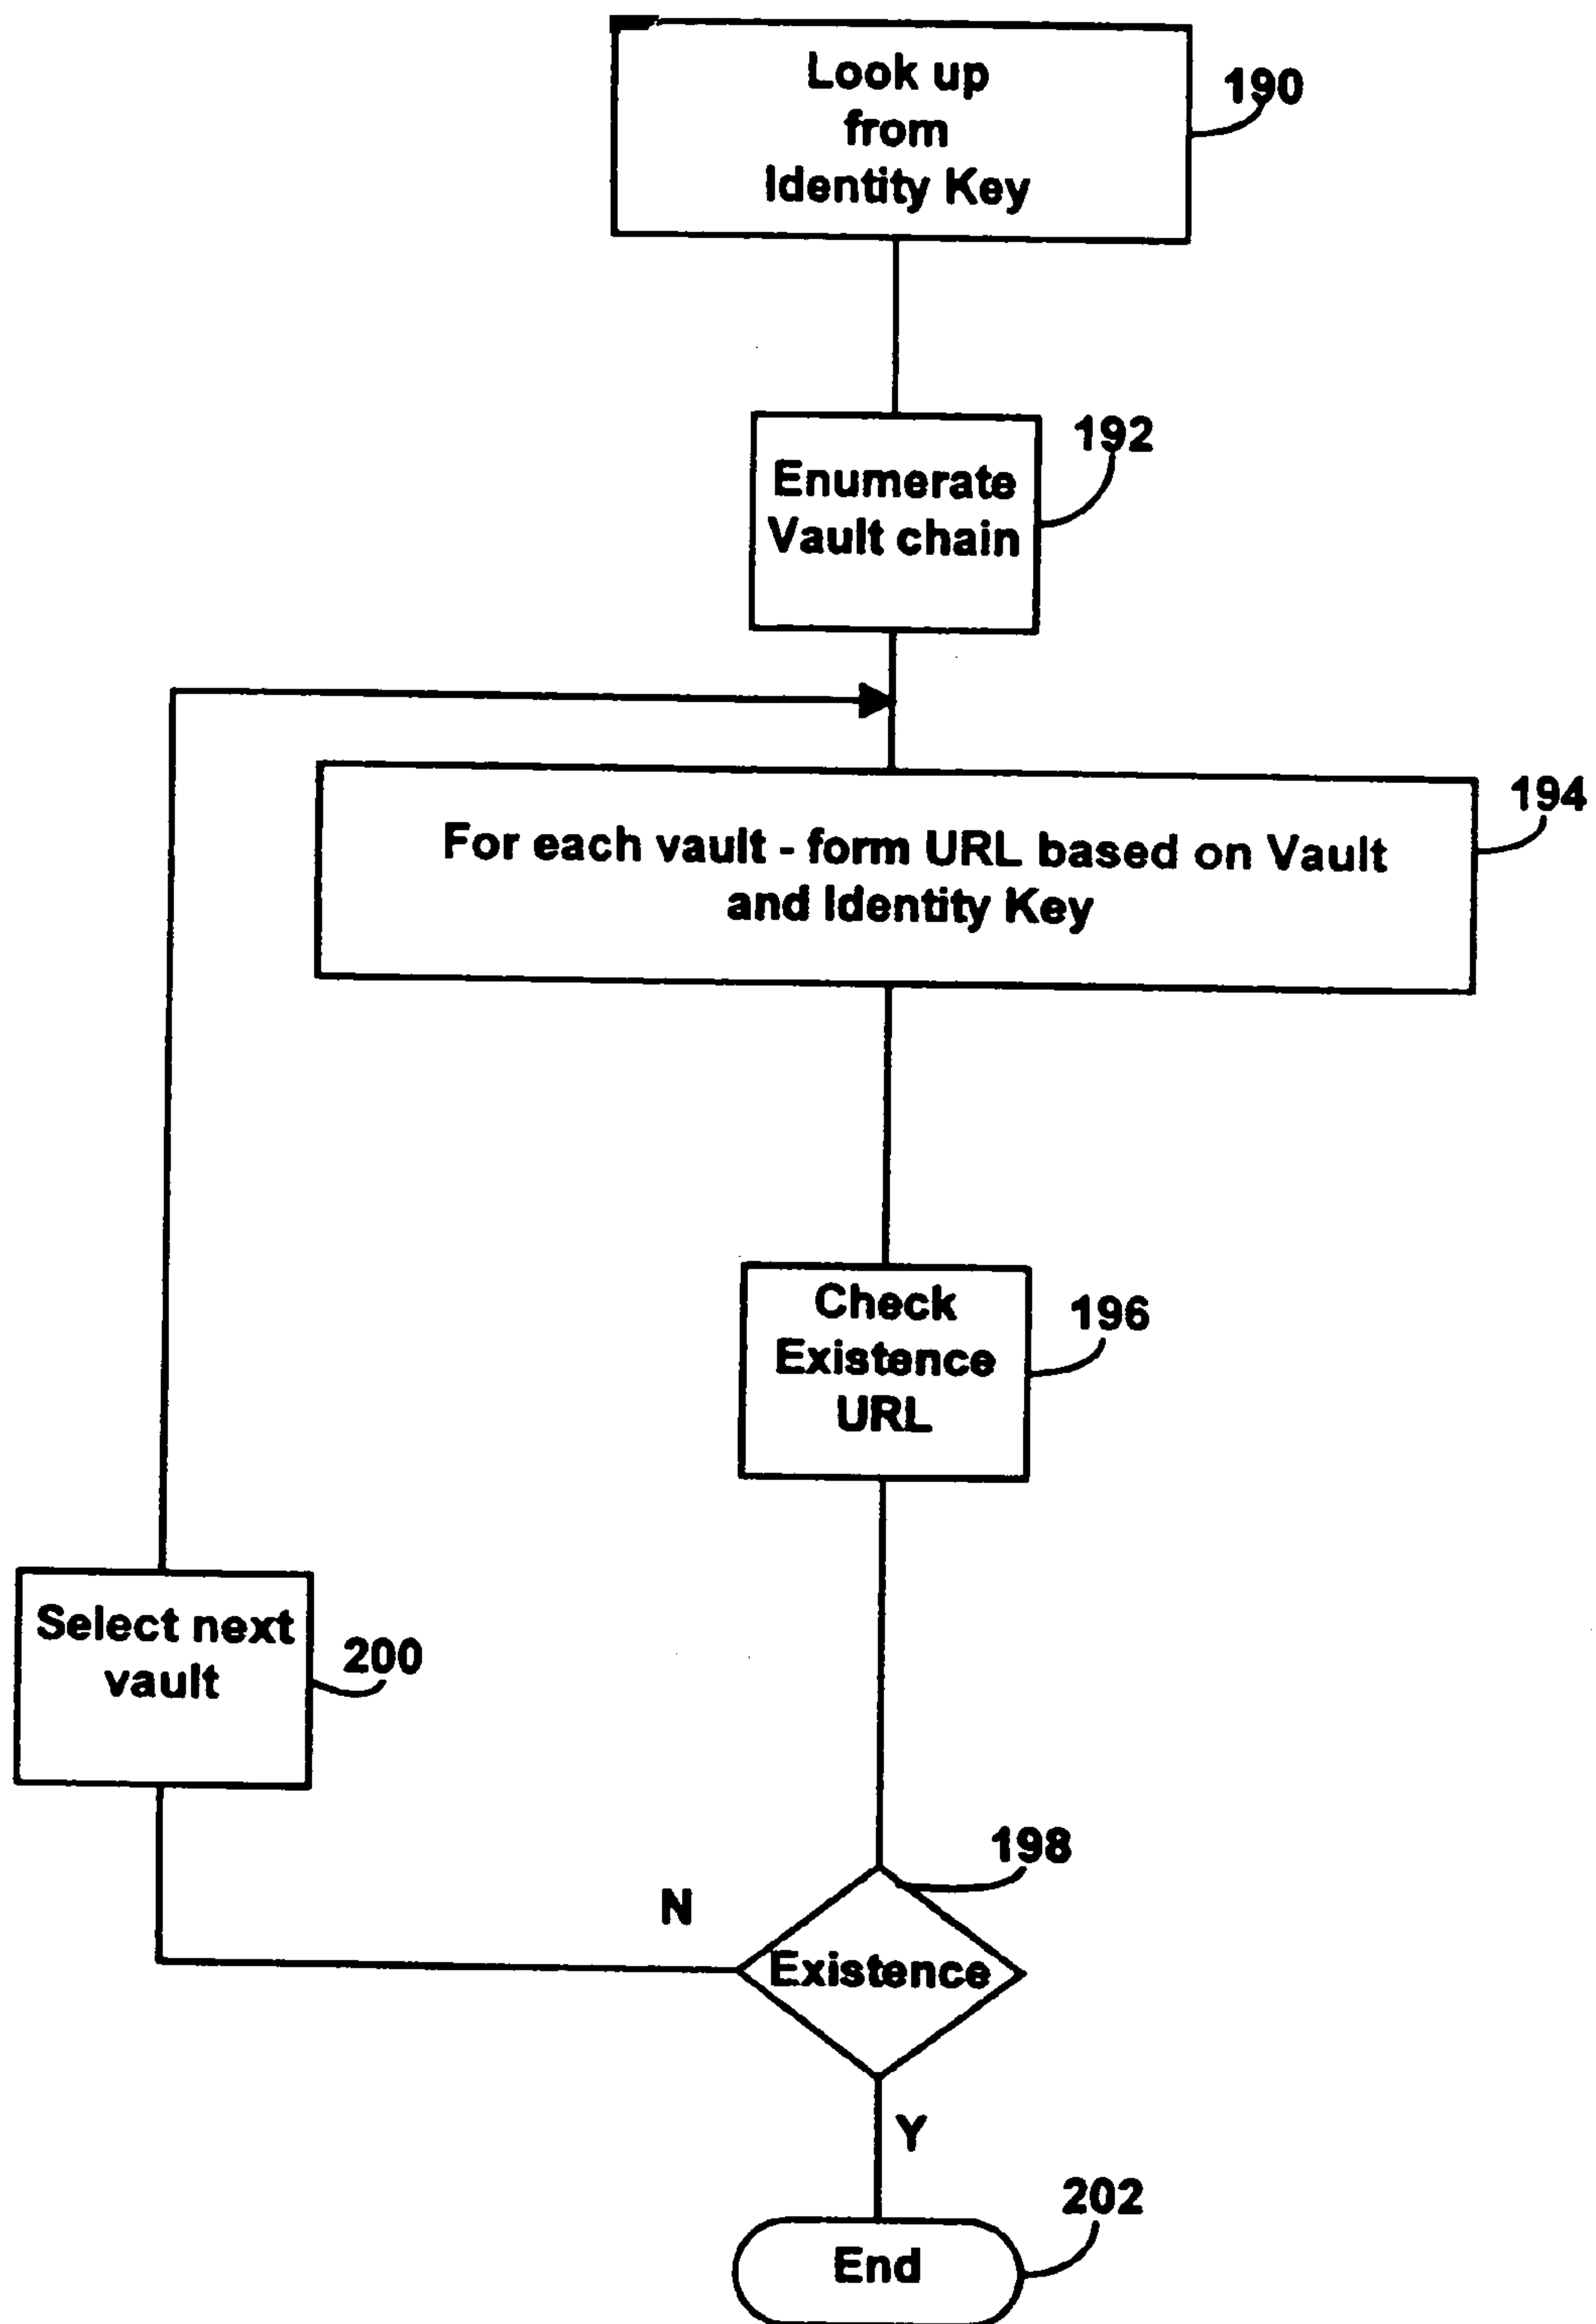 Look up
from
Identity Key
190
Enumerate
Vault chain
192
For each vault - form URL based on Vault
and Identity Key
194
Check
Existence
URL
196
Select next
vault
200
198
N
Existence
Y
202
End